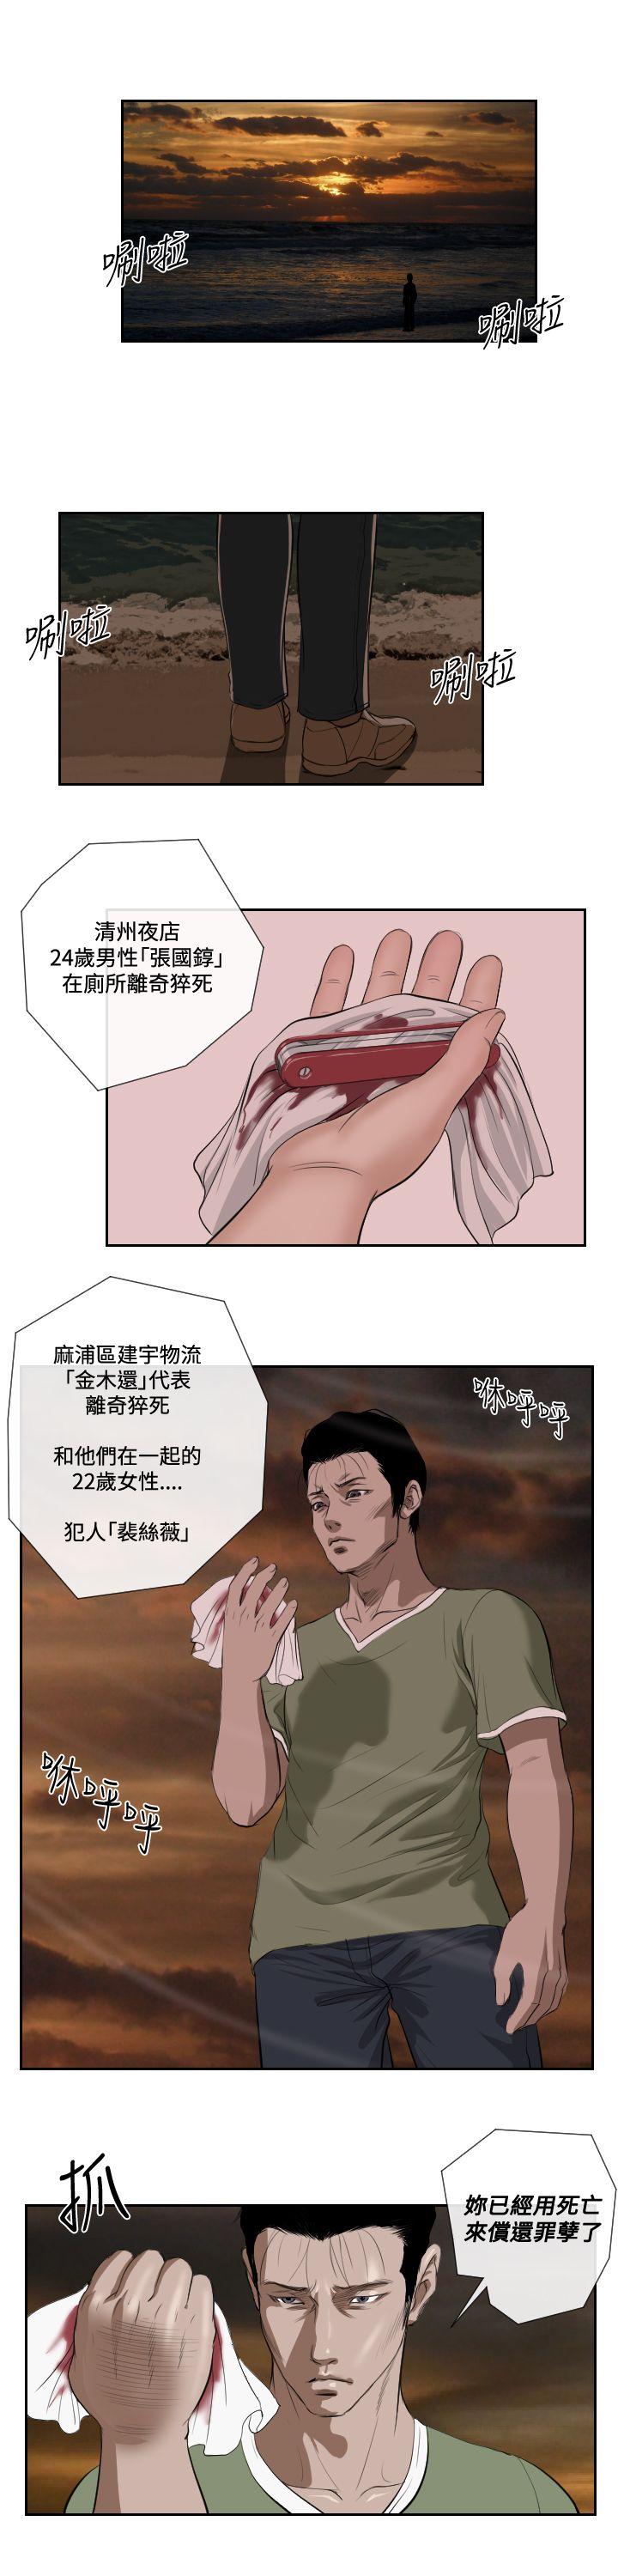 唰啦
唰啦
唰啦
唰啦
清州夜店
24歲男性「張國錞」
在廁所離奇猝死
麻浦區建宇物流
「金木還」代表
離奇猝死
和他們在一起的
22歲女性....
犯人「裴絲薇」
咻呼呼
咻呼呼
抓
妳已經用死亡
來償還罪孽了